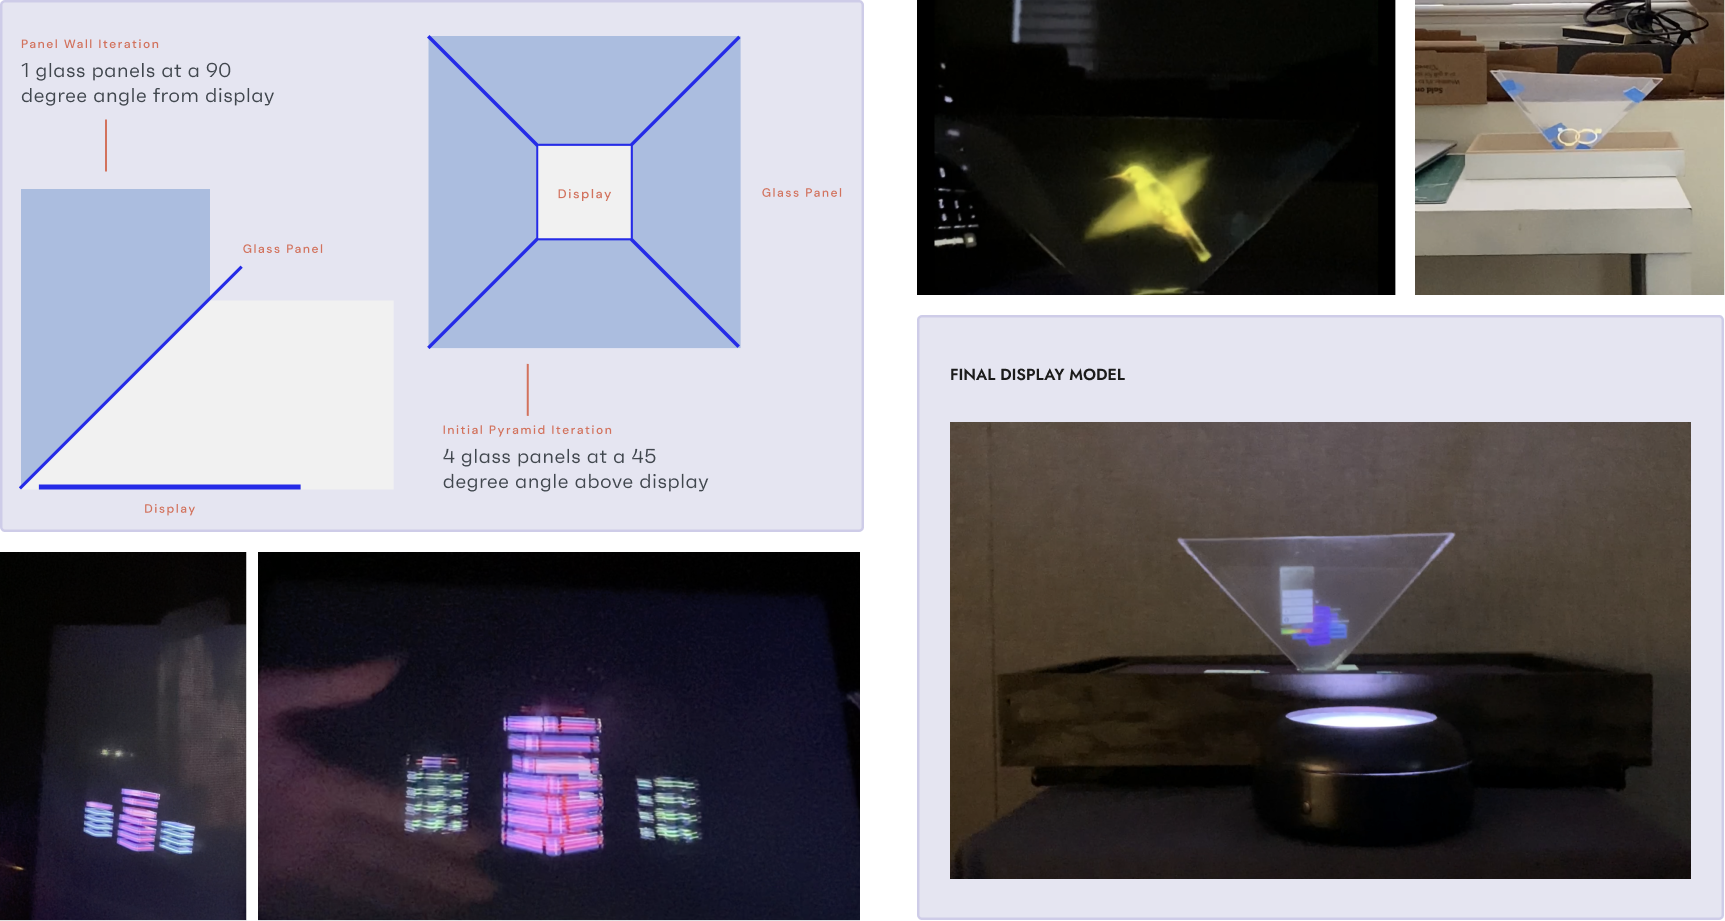 Panel Wall Iteration
1 glass panels at a 90
degree angle from display
Glass Panel
Display
Display
Glass Panel
Initial Pyramid Iteration
4 glass panels at a 45
degree angle above display
FINAL DISPLAY MODEL